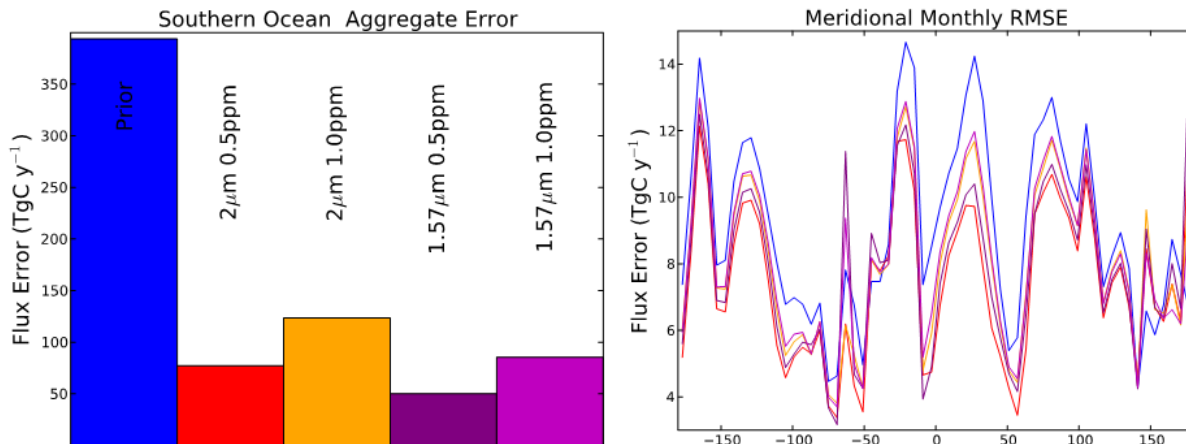 Southern Ocean Aggregate Error
Flux Error (TgC y⁻¹)
350
300
250
200
150
100
50
Prior
2μm 0.5ppm
2μm 1.0ppm
1.57μm 0.5ppm
1.57μm 1.0ppm
Meridional Monthly RMSE
Flux Error (TgC y⁻¹)
14
12
10
8
6
4
−150 −100 −50 0 50 100 150